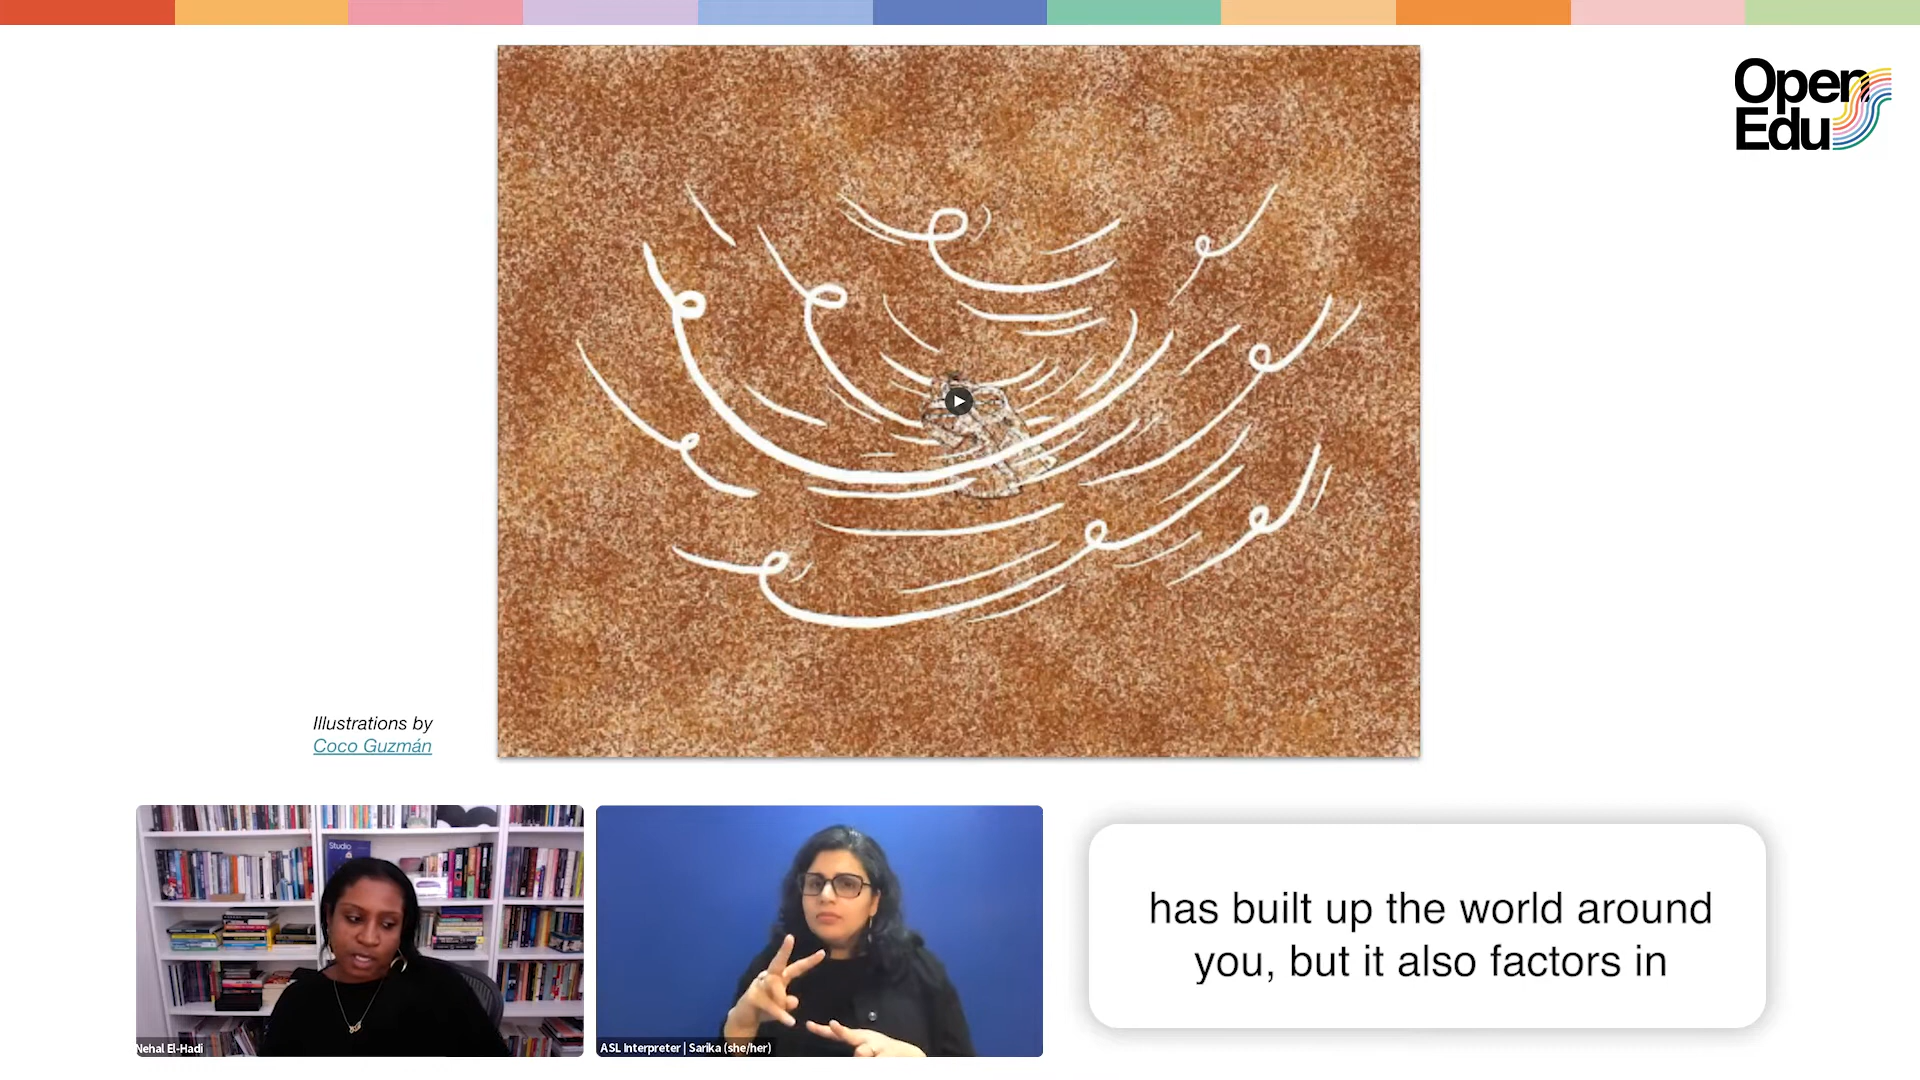 Open
Edu
Illustrations by
Coco Guzmán
Studio
Nehal El-Hadi
ASL Interpreter | Sarika (she/her)
has built up the world around
you, but it also factors in